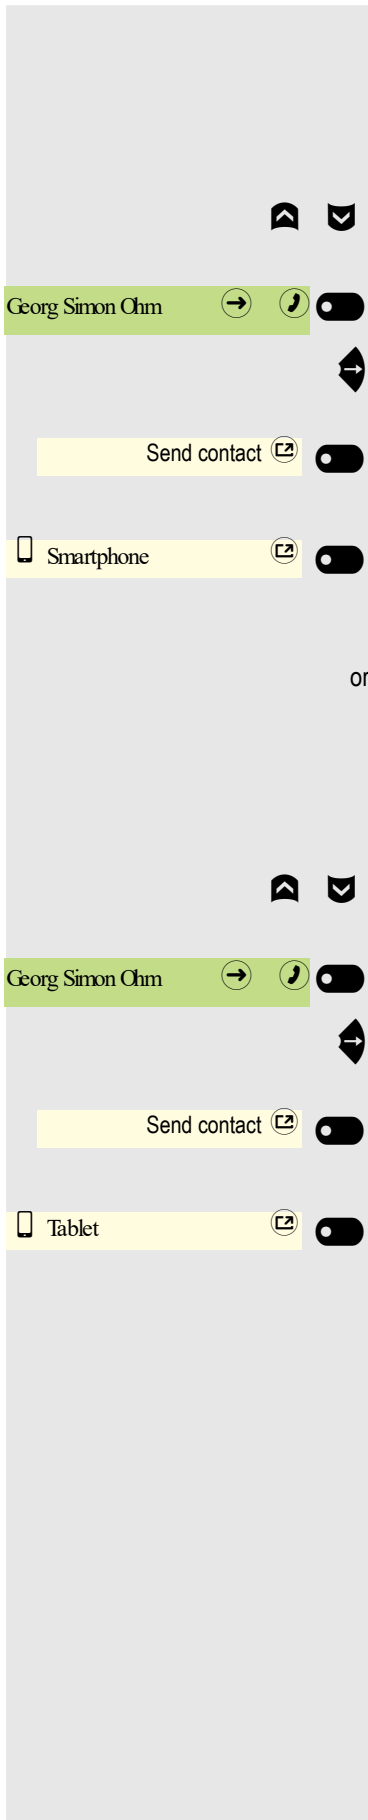 Georg Simon Ohm
Send contact
Smartphone
or
Georg Simon Ohm
Send contact
Tablet